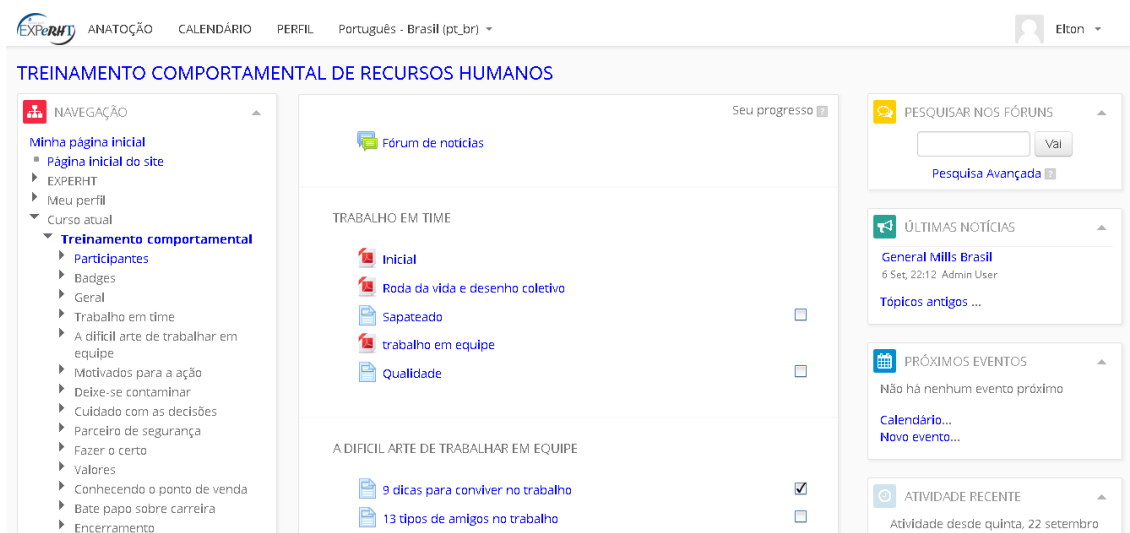 EXPeRHT ANATOÇÃO CALENDÁRIO PERFIL Português - Brasil (pt_br) Elton
TREINAMENTO COMPORTAMENTAL DE RECURSOS HUMANOS
NAVEGAÇÃO
Minha página inicial
Página inicial do site
EXPERHT
Meu perfil
Curso atual
Treinamento comportamental
Participantes
Badges
Geral
Trabalho em time
A dificil arte de trabalhar em
equipe
Motivados para a ação
Deixe-se contaminar
Cuidado com as decisões
Parceiro de segurança
Fazer o certo
Valores
Conhecendo o ponto de venda
Bate papo sobre carreira
Encerramento
Seu progresso ?
Fórum de notícias
TRABALHO EM TIME
Inicial
Roda da vida e desenho coletivo
Sapateado
trabalho em equipe
Qualidade
A DIFICIL ARTE DE TRABALHAR EM EQUIPE
9 dicas para conviver no trabalho
13 tipos de amigos no trabalho
PESQUISAR NOS FÓRUNS
Vai
Pesquisa Avançada ?
ÚLTIMAS NOTÍCIAS
General Mills Brasil
6 Set, 22:12 Admin User
Tópicos antigos ...
PRÓXIMOS EVENTOS
Não há nenhum evento próximo
Calendário...
Novo evento...
ATIVIDADE RECENTE
Atividade desde quinta, 22 setembro